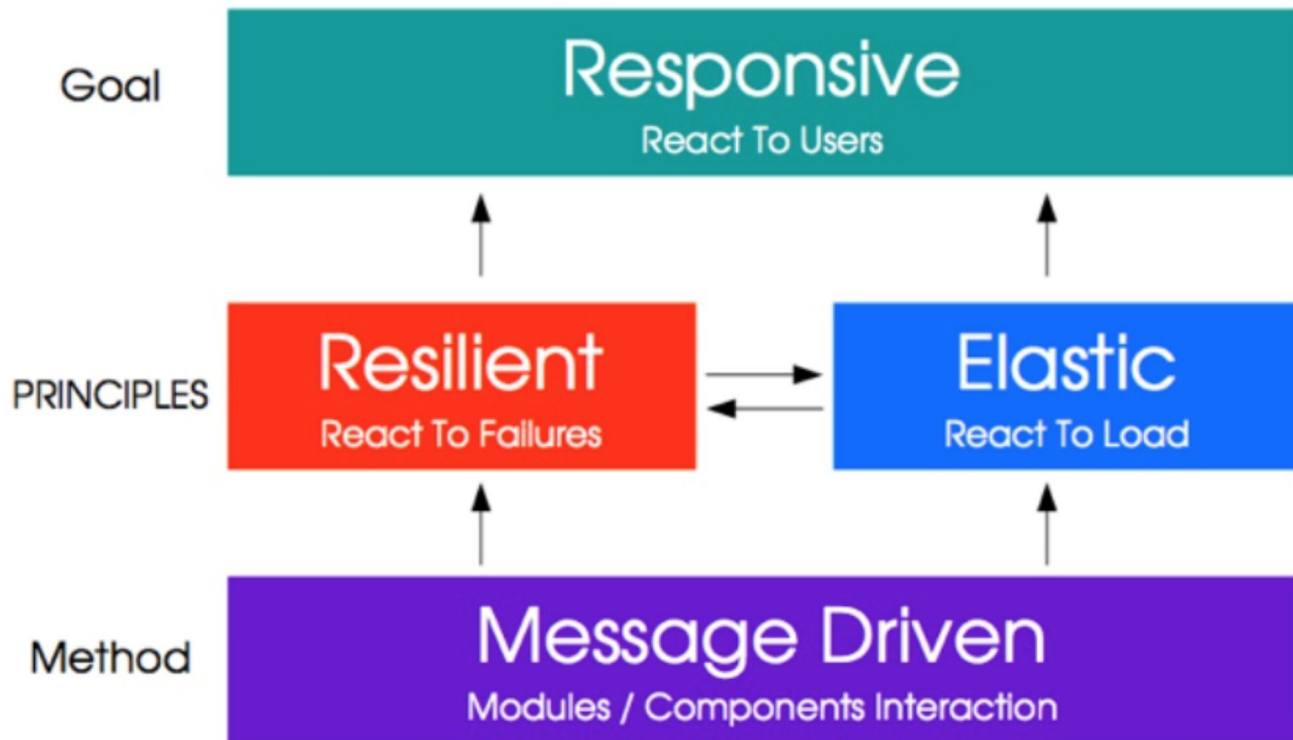 Goal
Responsive
React To Users
PRINCIPLES
Resilient
React To Failures
Elastic
React To Load
Method
Message Driven
Modules / Components Interaction